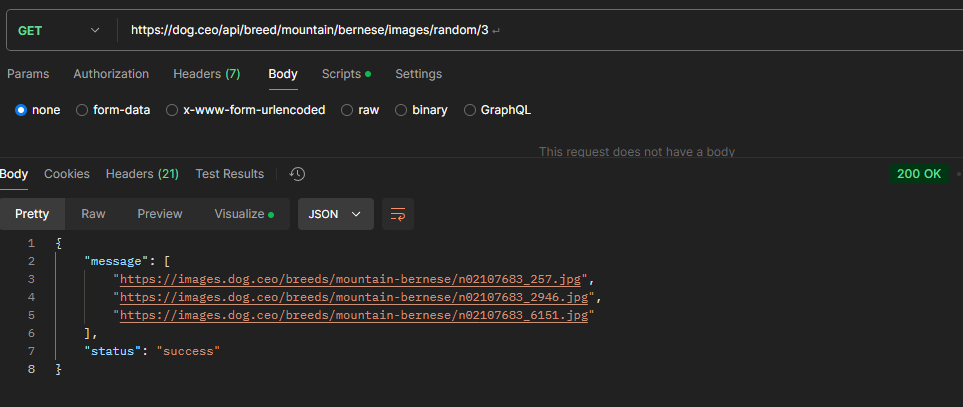 GET https://dog.ceo/api/breed/mountain/bernese/images/random/3 ↵
Params Authorization Headers (7) Body Scripts Settings
none form-data x-www-form-urlencoded raw binary GraphQL
This request does not have a body
Body Cookies Headers (21) Test Results 200 OK
Pretty Raw Preview Visualize JSON
1 {
2 "message": [
3 "https://images.dog.ceo/breeds/mountain-bernese/n02107683_257.jpg",
4 "https://images.dog.ceo/breeds/mountain-bernese/n02107683_2946.jpg",
5 "https://images.dog.ceo/breeds/mountain-bernese/n02107683_6151.jpg"
6 ],
7 "status": "success"
8 }